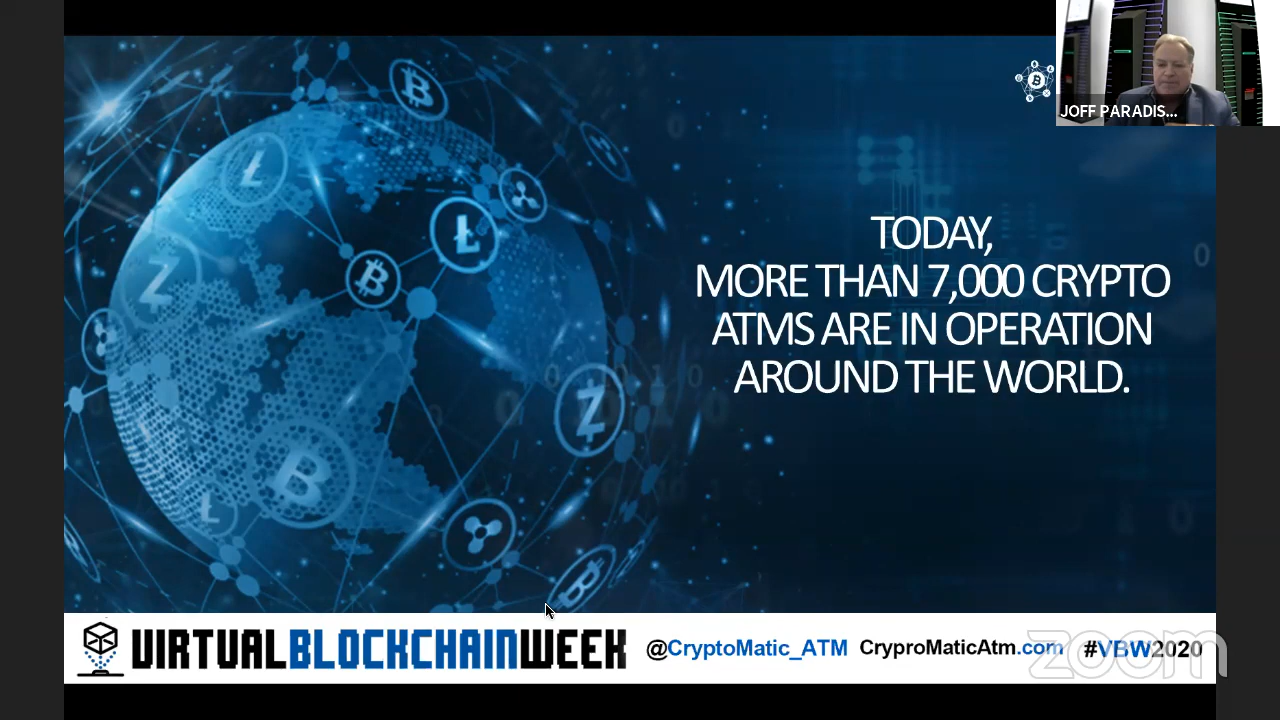 JOFF PARADIS...
TODAY,
MORE THAN 7,000 CRYPTO
ATMS ARE IN OPERATION
AROUND THE WORLD.
VIRTUALBLOCKCHAINWEEK
@CryptoMatic_ATM CryproMaticAtm.com #VBW2020
zoom